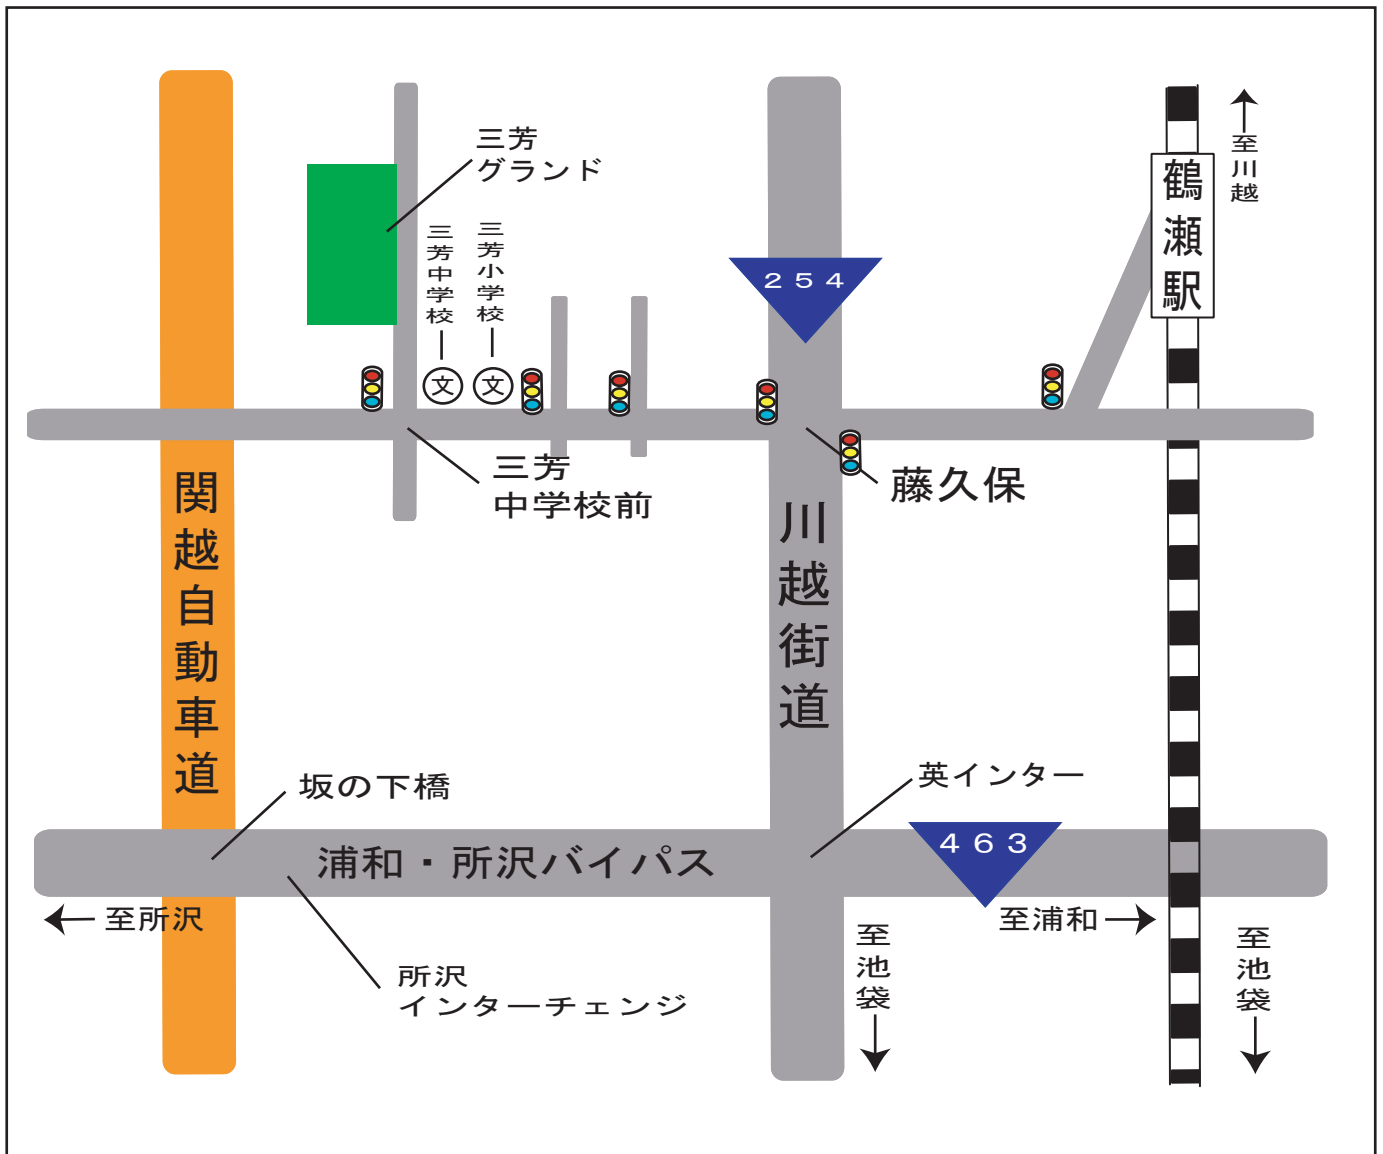 至川越
鶴瀬駅
三芳
グランド
三芳中学校
三芳小学校
254
文
文
三芳
中学校前
藤久保
関越自動車道
川越街道
坂の下橋
英インター
浦和・所沢バイパス
463
至所沢
至浦和
所沢
インターチェンジ
至池袋
至池袋